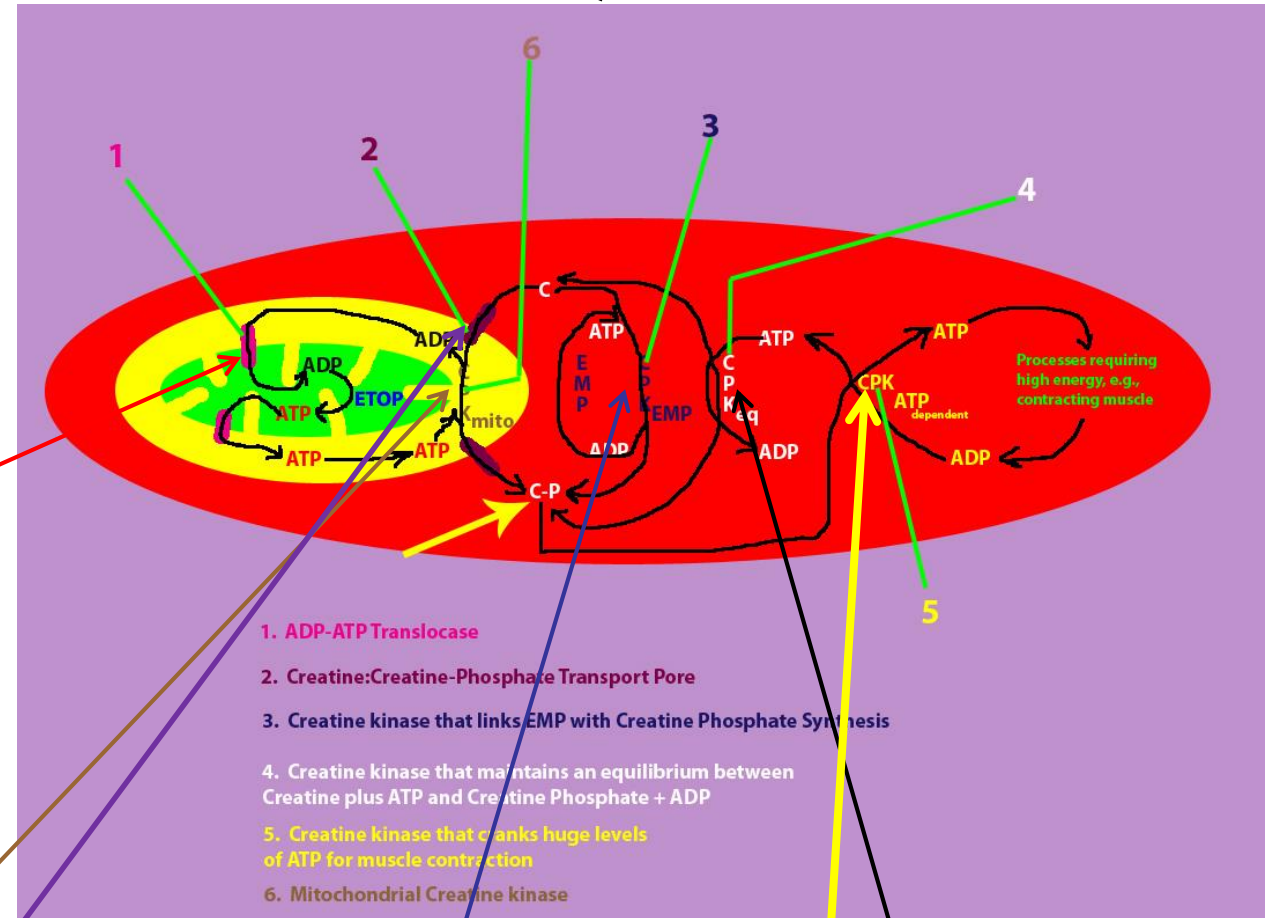 6
3
2
1
4
C
ADP
ATP
ATP
ATP
E
M
P
C
P
K
EMP
C
P
K
eq
CPK
ATP
dependent
Processes requiring
high energy, e.g.,
contracting muscle
ADP
ETOP
ATP
K
mito
ATP
ATP
ADP
ADP
ADP
C-P
5
1. ADP-ATP Translocase
2. Creatine:Creatine-Phosphate Transport Pore
3. Creatine kinase that links EMP with Creatine Phosphate Synthesis
4. Creatine kinase that maintains an equilibrium between
Creatine plus ATP and Creatine Phosphate + ADP
5. Creatine kinase that cranks huge levels
of ATP for muscle contraction
6. Mitochondrial Creatine kinase